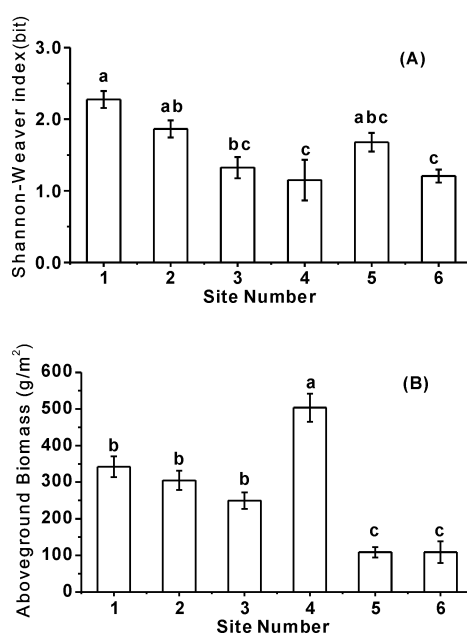 Shannon-Weaver index(bit)
3.0
2.0
1.0
0.0
(A)
a
ab
bc
c
abc
c
1 2 3 4 5 6
Site Number
Aboveground Biomass (g/m²)
600
500
400
300
200
100
0
(B)
b
b
b
a
c
c
1 2 3 4 5 6
Site Number